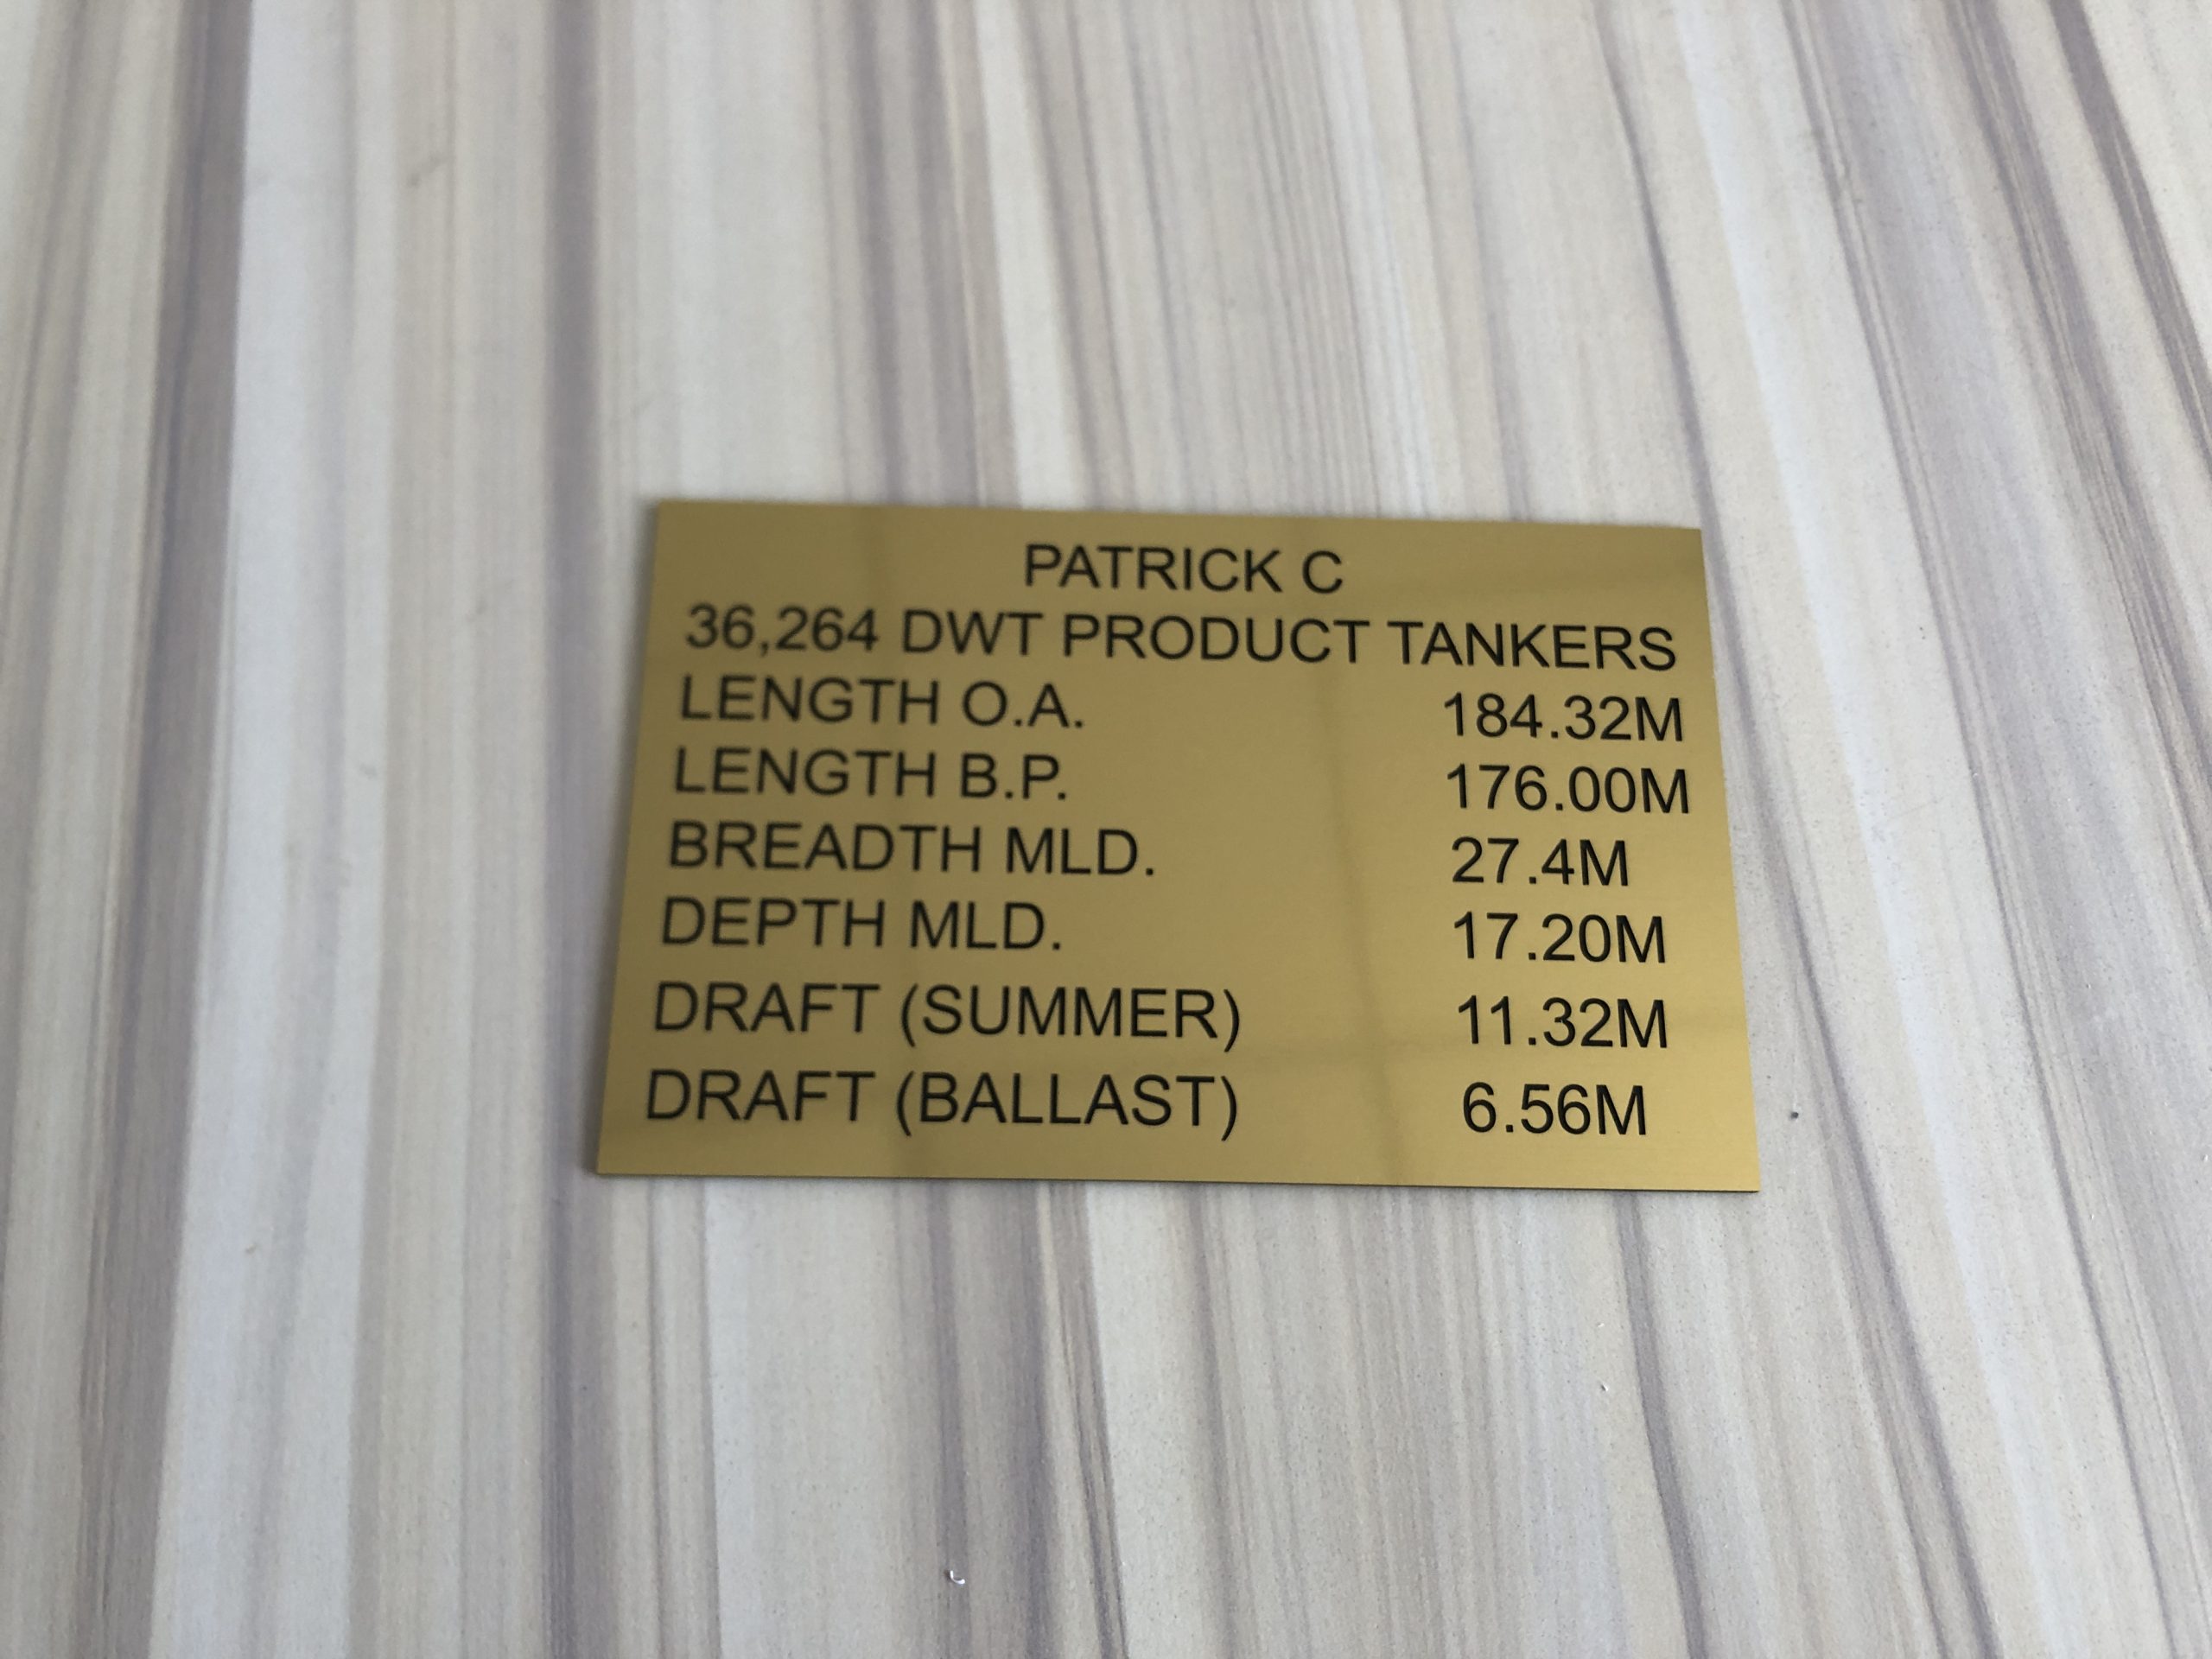 PATRICK C
36,264 DWT PRODUCT TANKERS
LENGTH O.A. 184.32M
LENGTH B.P. 176.00M
BREADTH MLD. 27.4M
DEPTH MLD. 17.20M
DRAFT (SUMMER) 11.32M
DRAFT (BALLAST) 6.56M